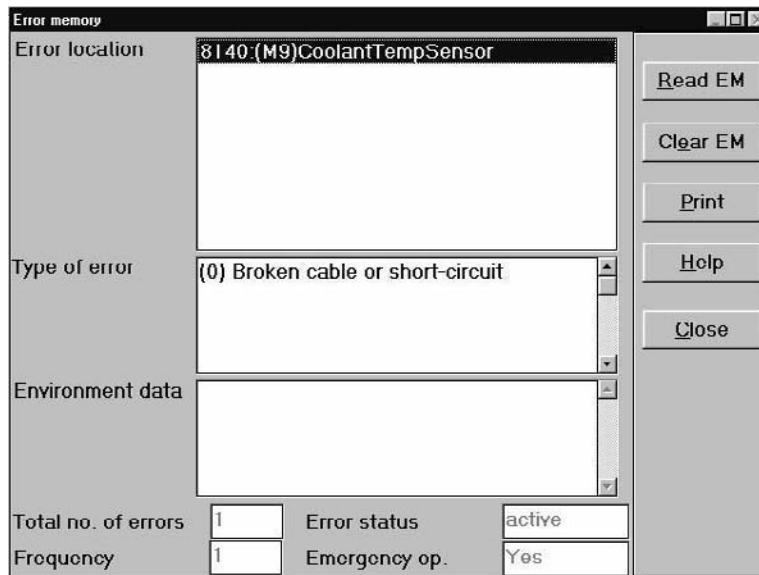 Error memory
Error location
8140:(M9)CoolantTempSensor
Read EM
Clear EM
Print
Help
Close
Type of error
(0) Broken cable or short-circuit
Environment data
Total no. of errors 1 Error status active
Frequency 1 Emergency op. Yes